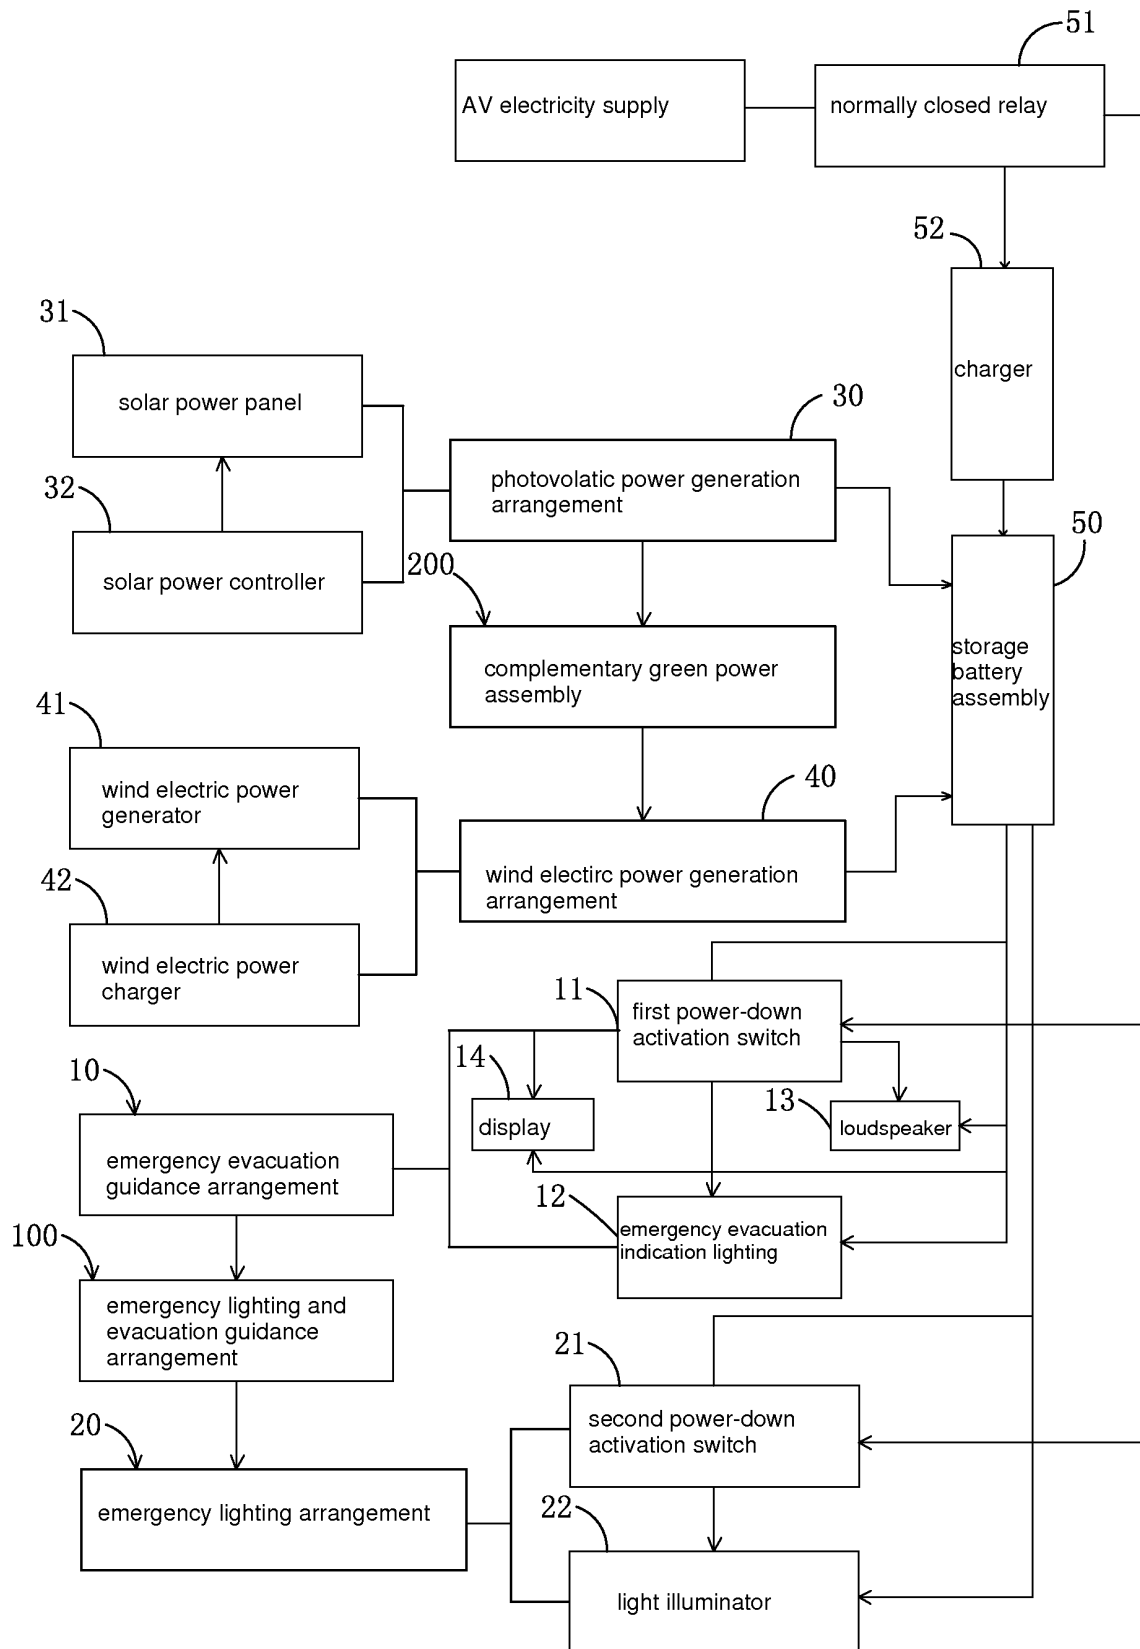 51
AV electricity supply
normally closed relay
52
charger
31
solar power panel
30
photovolatic power generation
arrangement
32
solar power controller
200
50
complementary green power
assembly
storage
battery
assembly
41
wind electric power
generator
40
wind electirc power generation
arrangement
42
wind electric power
charger
11
first power-down
activation switch
14
display
13
loudspeaker
10
emergency evacuation
guidance arrangement
12
emergency evacuation
indication lighting
100
emergency lighting and
evacuation guidance
arrangement
21
second power-down
activation switch
20
emergency lighting arrangement
22
light illuminator